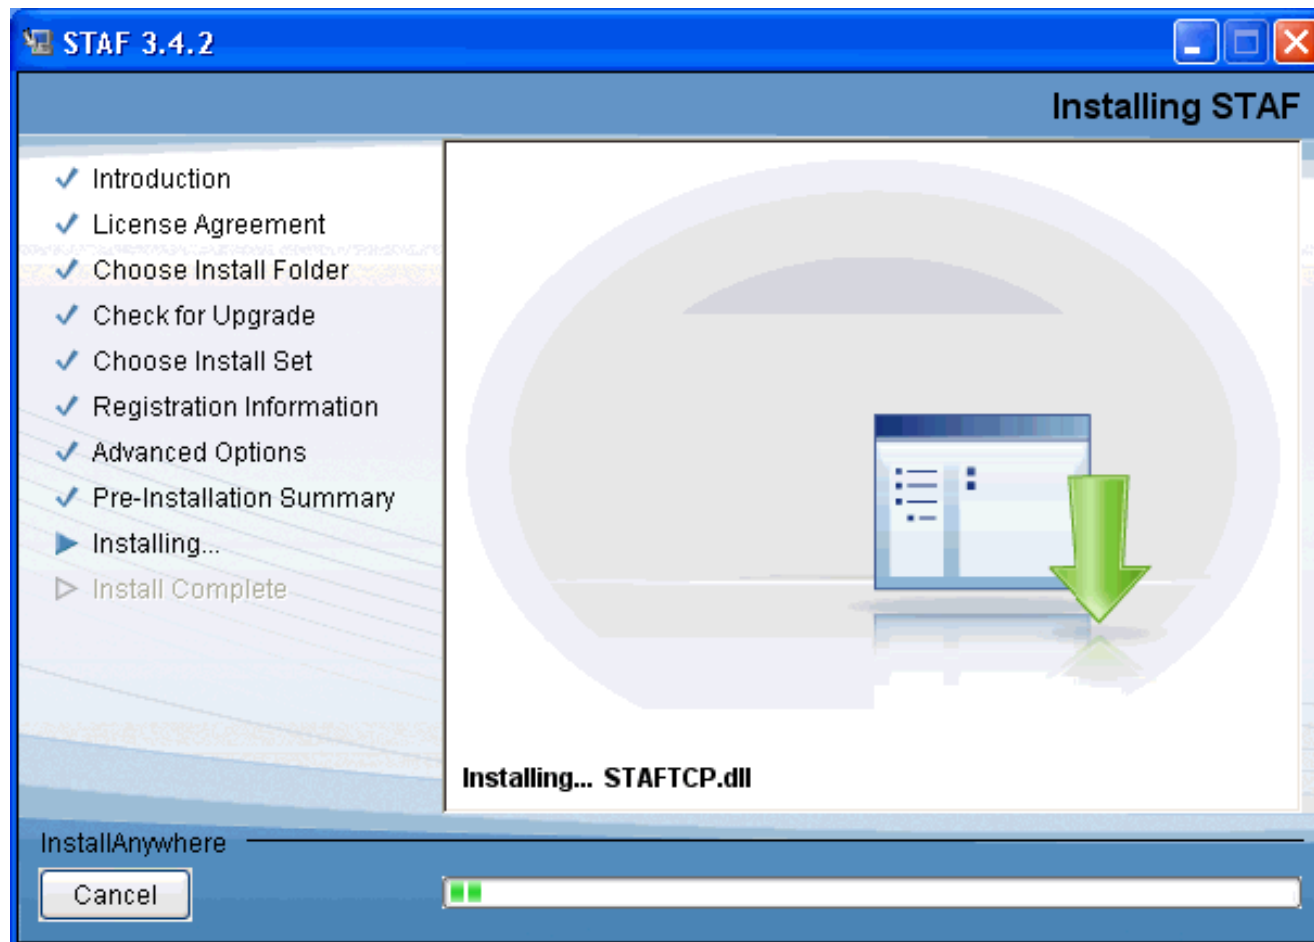 STAF 3.4.2
Installing STAF
Introduction
License Agreement
Choose Install Folder
Check for Upgrade
Choose Install Set
Registration Information
Advanced Options
Pre-Installation Summary
Installing...
Install Complete
Installing... STAFTCP.dll
InstallAnywhere
Cancel